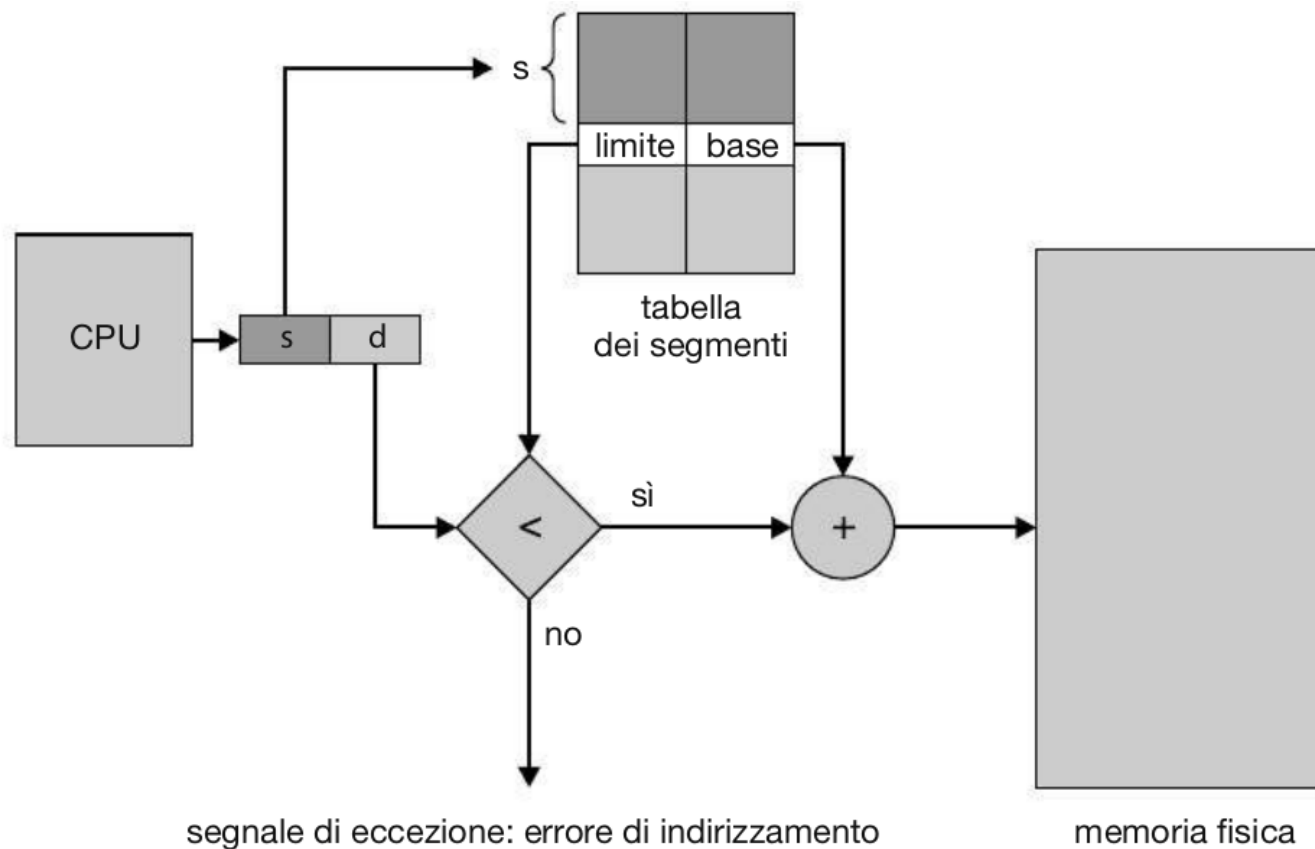 s
limite base
tabella
dei segmenti
CPU
s d
<
sì
+
no
segnale di eccezione: errore di indirizzamento
memoria fisica